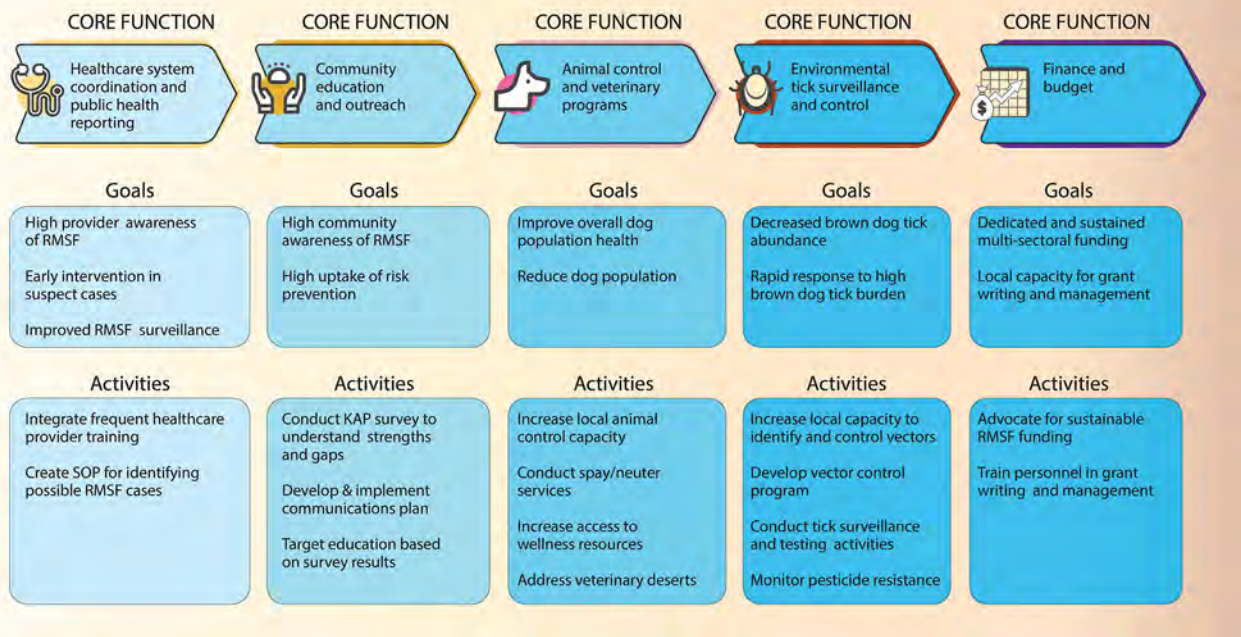 CORE FUNCTION
CORE FUNCTION
CORE FUNCTION
CORE FUNCTION
CORE FUNCTION
Healthcare system
coordination and
public health
reporting
Community
education
and outreach
Animal control
and veterinary
programs
Environmental
tick surveillance
and control
Finance and
budget
$
Goals
High provider awareness
of RMSF
Early intervention in
suspect cases
Improved RMSF surveillance
Goals
High community
awareness of RMSF
High uptake of risk
prevention
Goals
Improve overall dog
population health
Reduce dog population
Goals
Decreased brown dog tick
abundance
Rapid response to high
brown dog tick burden
Goals
Dedicated and sustained
multi-sectoral funding
Local capacity for grant
writing and management
Activities
Integrate frequent healthcare
provider training
Create SOP for identifying
possible RMSF cases
Activities
Conduct KAP survey to
understand strengths
and gaps
Develop & implement
communications plan
Target education based
on survey results
Activities
Increase local animal
control capacity
Conduct spay/neuter
services
Increase access to
wellness resources
Address veterinary deserts
Activities
Increase local capacity to
identify and control vectors
Develop vector control
program
Conduct tick surveillance
and testing activities
Monitor pesticide resistance
Activities
Advocate for sustainable
RMSF funding
Train personnel in grant
writing and management